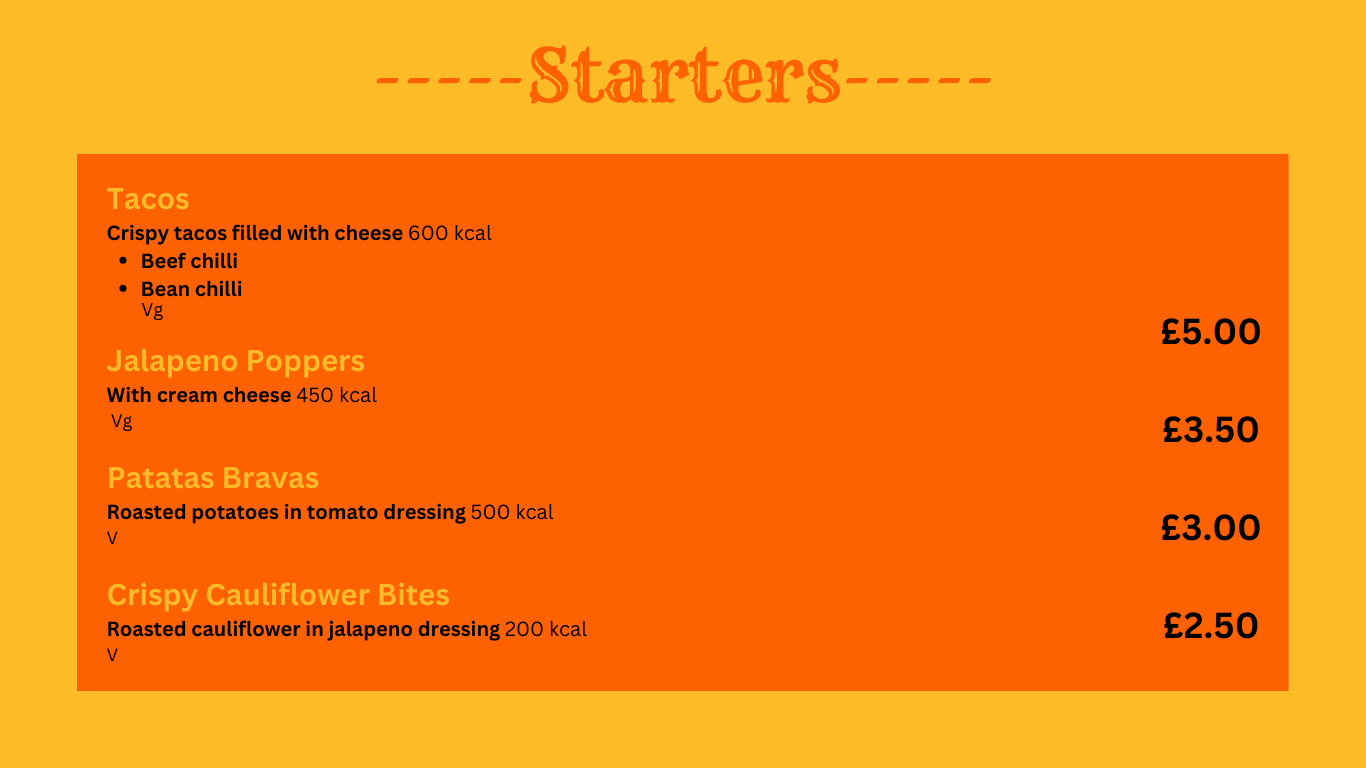 -----Starters-----
Tacos
Crispy tacos filled with cheese 600 kcal
• Beef chilli
• Bean chilli
Vg
£5.00
Jalapeno Poppers
With cream cheese 450 kcal
Vg
£3.50
Patatas Bravas
Roasted potatoes in tomato dressing 500 kcal
V
£3.00
Crispy Cauliflower Bites
Roasted cauliflower in jalapeno dressing 200 kcal
V
£2.50